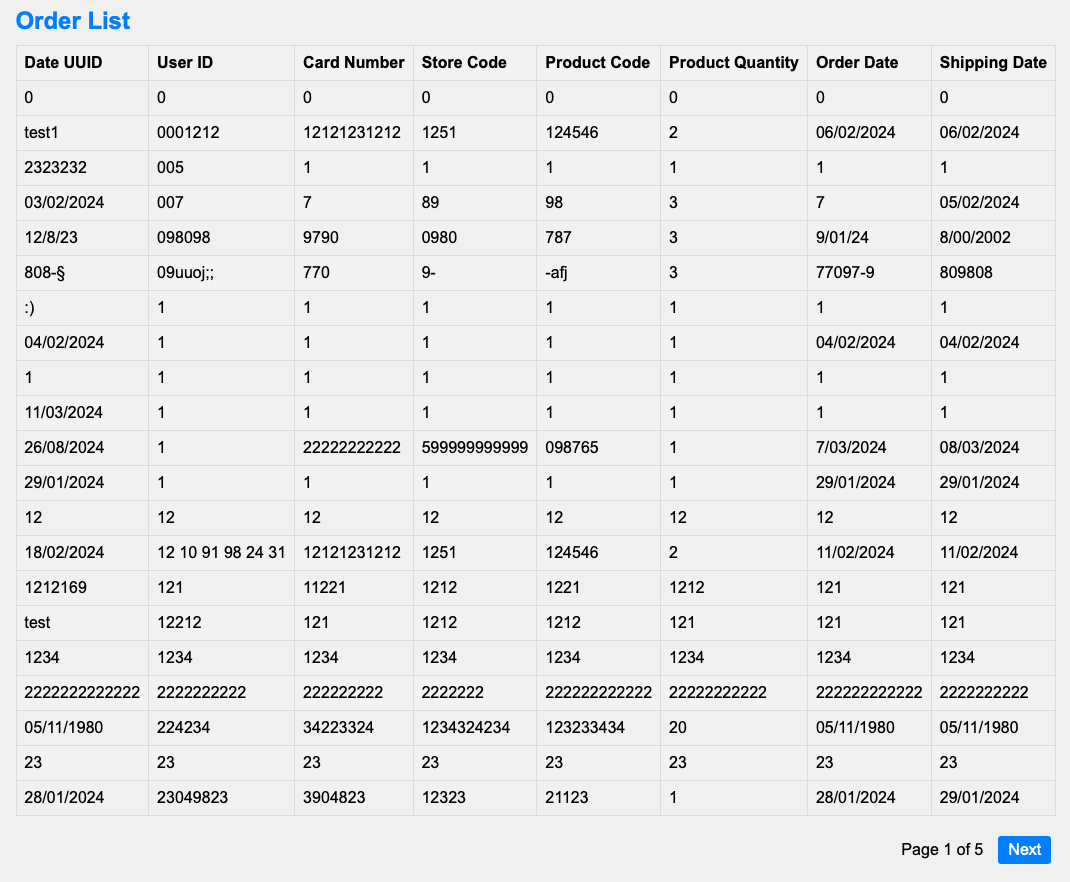 Order List
Date UUID User ID Card Number Store Code Product Code Product Quantity Order Date Shipping Date
0 0 0 0 0 0 0 0
test1 0001212 12121231212 1251 124546 2 06/02/2024 06/02/2024
2323232 005 1 1 1 1 1 1
03/02/2024 007 7 89 98 3 7 05/02/2024
12/8/23 098098 9790 0980 787 3 9/01/24 8/00/2002
808-§ 09uuoj;; 770 9- -afj 3 77097-9 809808
:) 1 1 1 1 1 1 1
04/02/2024 1 1 1 1 1 04/02/2024 04/02/2024
1 1 1 1 1 1 1 1
11/03/2024 1 1 1 1 1 1 1
26/08/2024 1 22222222222 599999999999 098765 1 7/03/2024 08/03/2024
29/01/2024 1 1 1 1 1 29/01/2024 29/01/2024
12 12 12 12 12 12 12 12
18/02/2024 12 10 91 98 24 31 12121231212 1251 124546 2 11/02/2024 11/02/2024
1212169 121 11221 1212 1221 1212 121 121
test 12212 121 1212 1212 121 121 121
1234 1234 1234 1234 1234 1234 1234 1234
2222222222222 2222222222 222222222 2222222 222222222222 22222222222 222222222222 2222222222
05/11/1980 224234 34223324 1234324234 123233434 20 05/11/1980 05/11/1980
23 23 23 23 23 23 23 23
28/01/2024 23049823 3904823 12323 21123 1 28/01/2024 29/01/2024
Page 1 of 5 Next